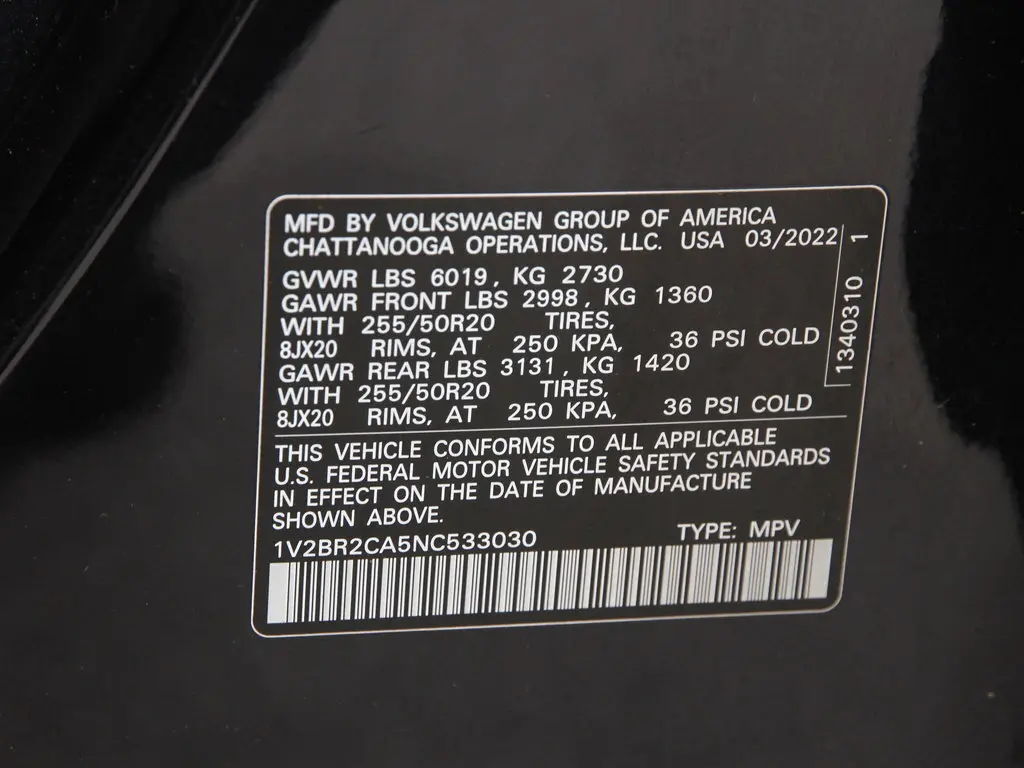 MFD BY VOLKSWAGEN GROUP OF AMERICA
CHATTANOOGA OPERATIONS, LLC. USA 03/2022
GVWR LBS 6019, KG 2730
GAWR FRONT LBS 2998, KG 1360
WITH 255/50R20 TIRES,
8JX20 RIMS, AT 250 KPA, 36 PSI COLD
GAWR REAR LBS 3131, KG 1420
WITH 255/50R20 TIRES,
8JX20 RIMS, AT 250 KPA, 36 PSI COLD
1340310 1
THIS VEHICLE CONFORMS TO ALL APPLICABLE
U.S. FEDERAL MOTOR VEHICLE SAFETY STANDARDS
IN EFFECT ON THE DATE OF MANUFACTURE
SHOWN ABOVE.
1V2BR2CA5NC533030 TYPE: MPV